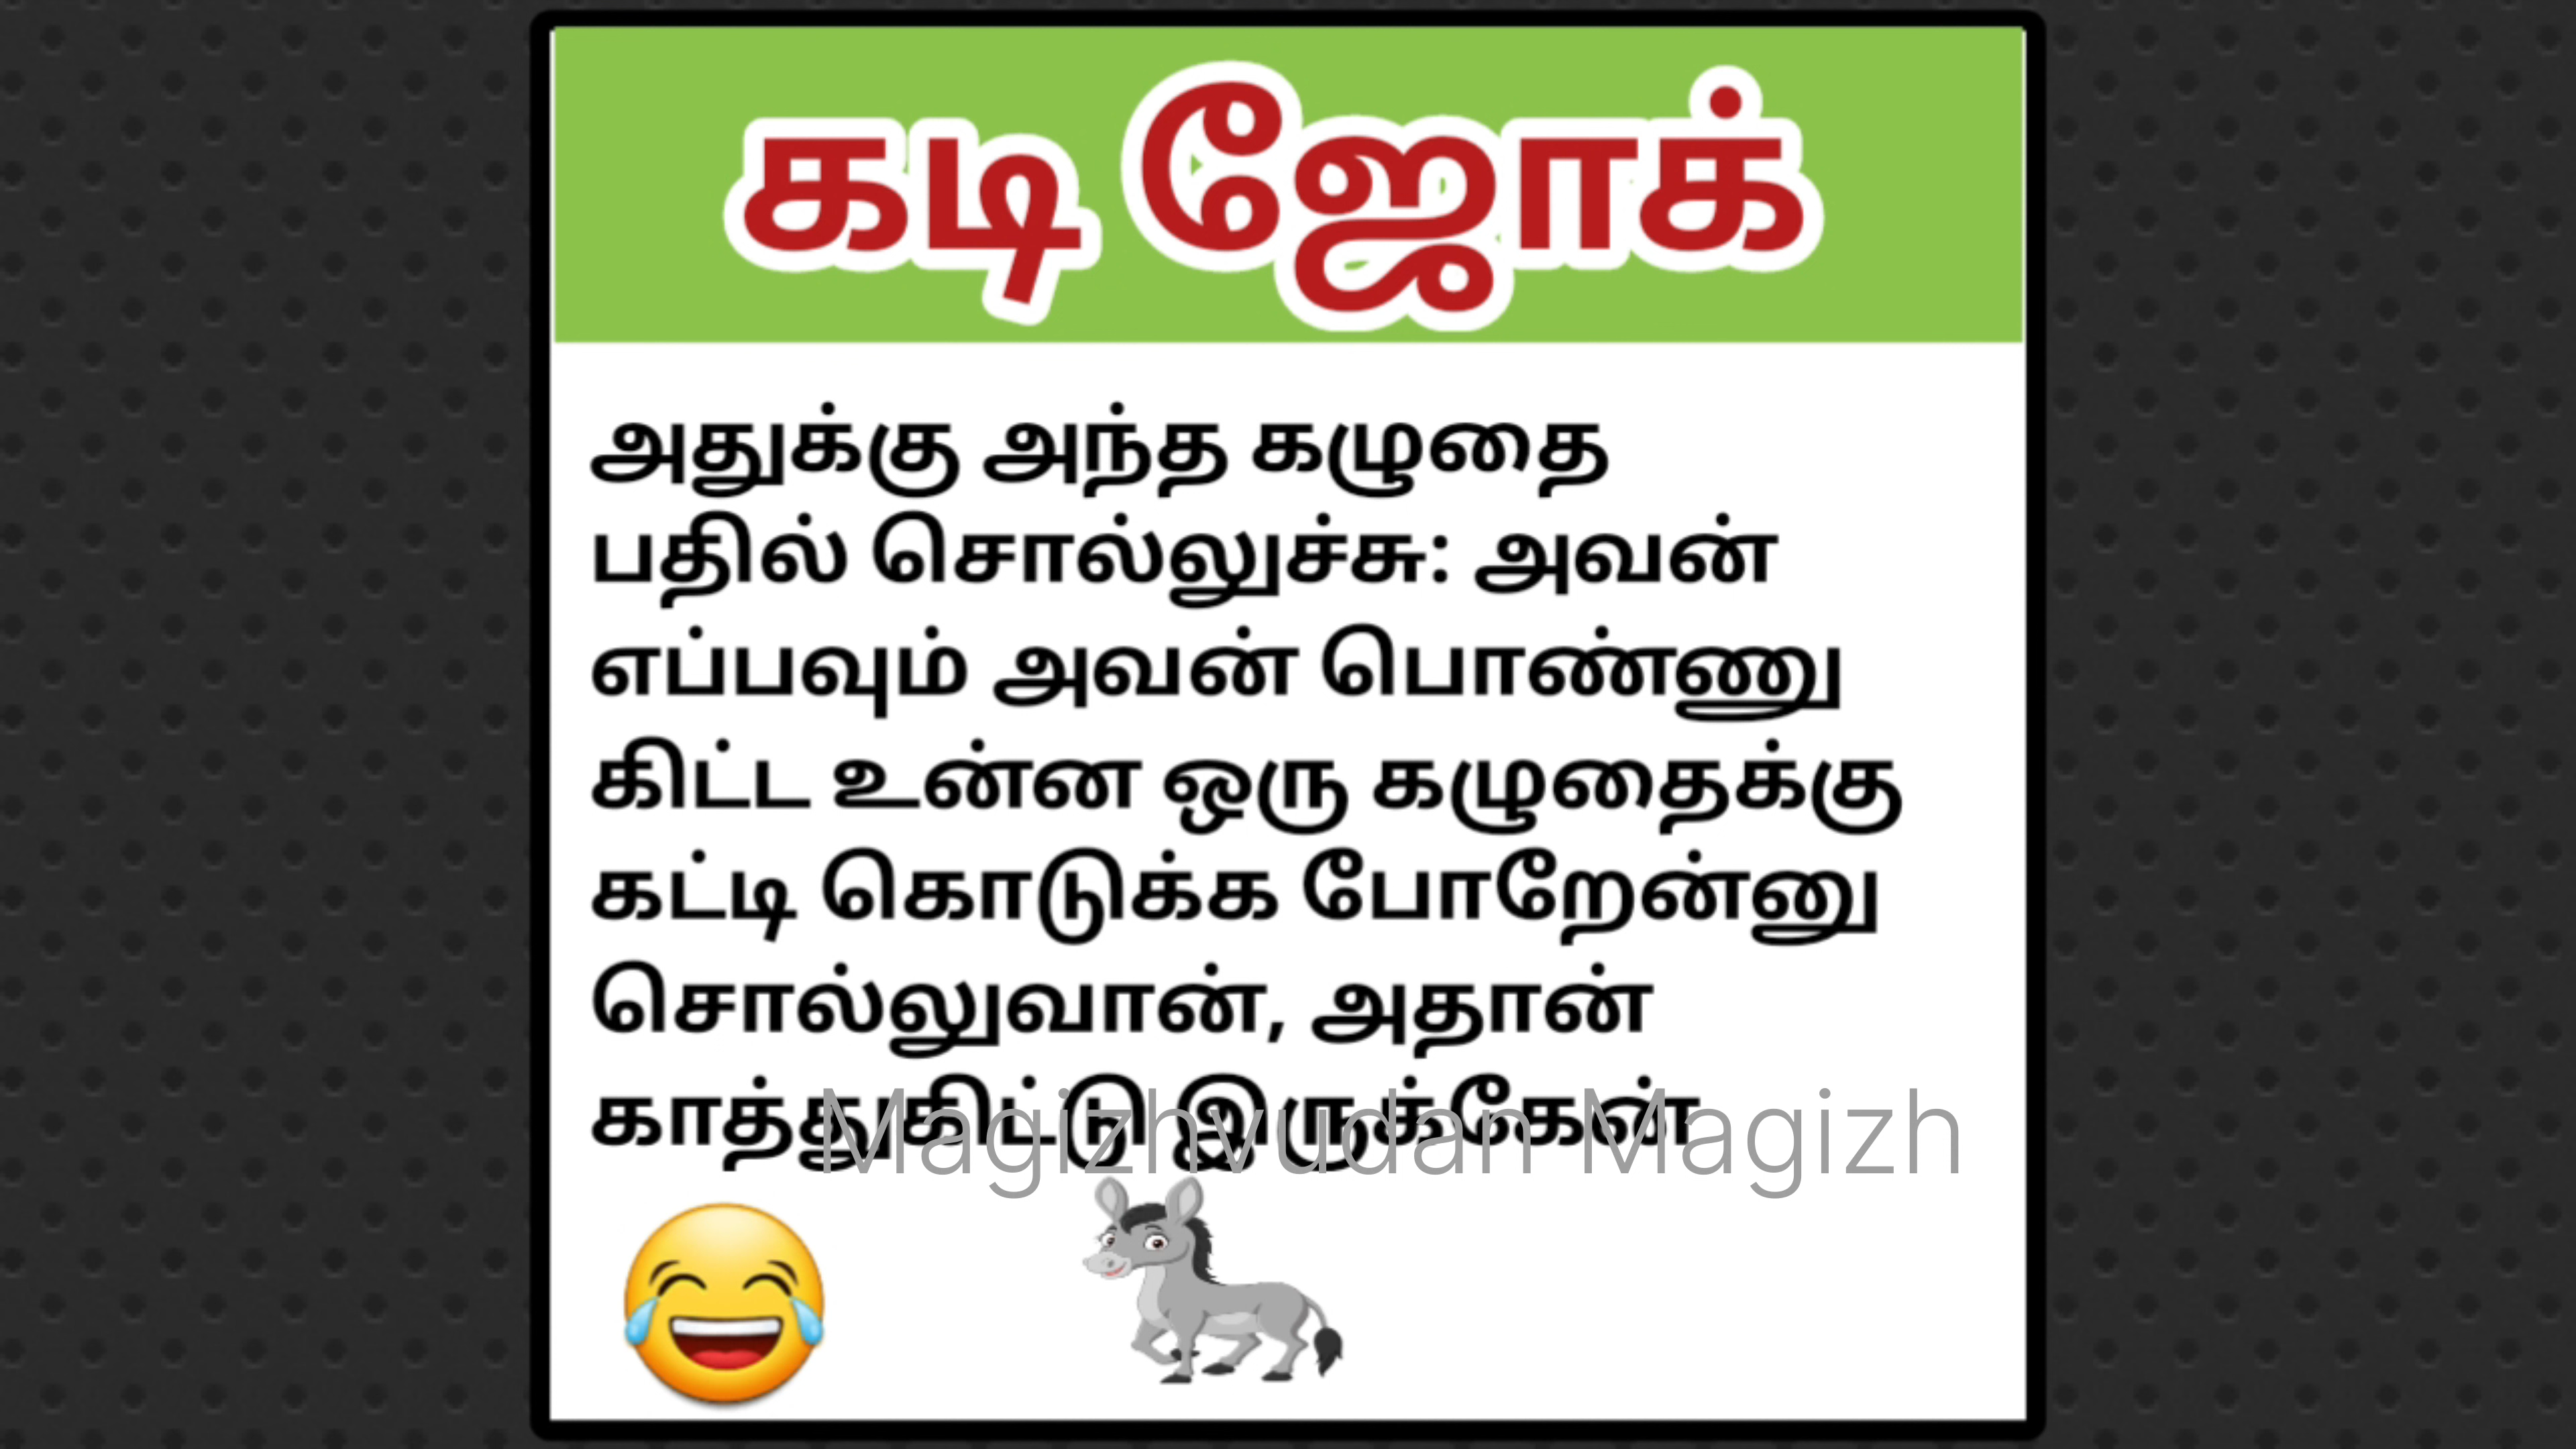 கடி ஜோக்
அதுக்கு அந்த கழுதை
பதில் சொல்லுச்சு: அவன்
எப்பவும் அவன் பொண்ணு
கிட்ட உன்ன ஒரு கழுதைக்கு
கட்டி கொடுக்க போறேன்னு
சொல்லுவான், அதான்
காத்துகிட்டு இருக்கேன்
Magizhvudan Magizh